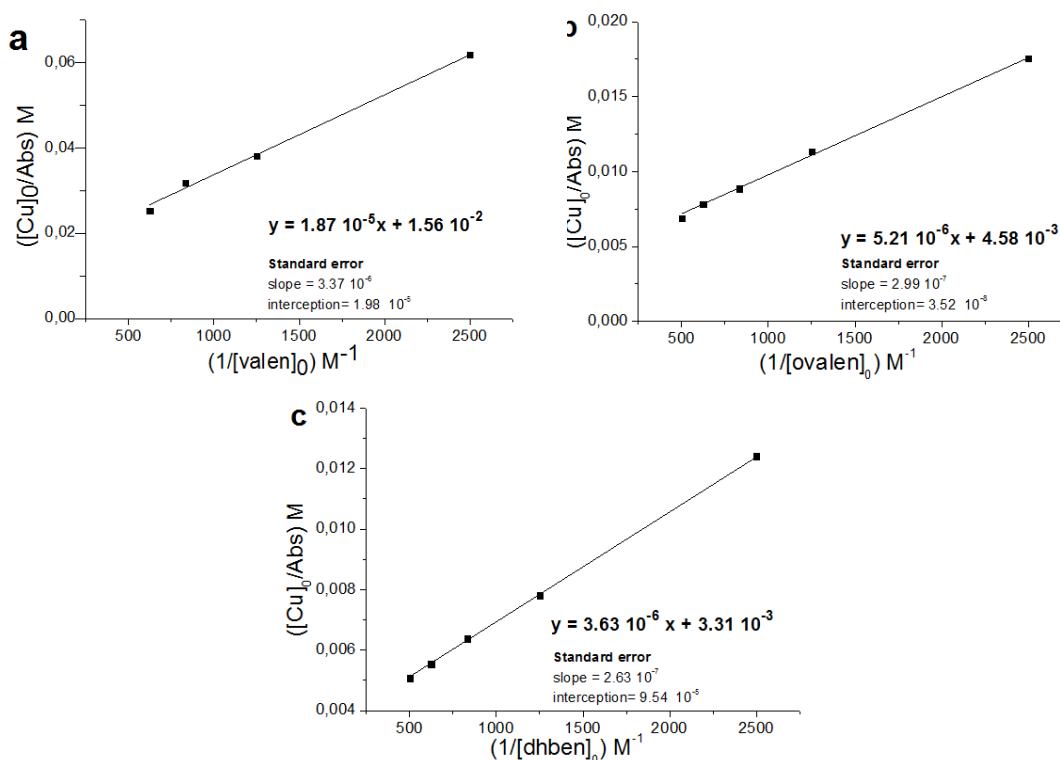 a
([Cu]0/Abs) M
0,06
0,04
0,02
0,00
y = 1.87 10⁻⁵x + 1.56 10⁻²
Standard error
slope = 3.37 10⁻⁶
interception= 1.98 10⁻⁵
500 1000 1500 2000 2500
(1/[valen]0) M⁻¹
b
([Cu]₀/Abs) M
0,020
0,015
0,010
0,005
0,000
y = 5.21 10⁻⁶x + 4.58 10⁻³
Standard error
slope = 2.99 10⁻⁷
interception= 3.52 10⁻⁸
500 1000 1500 2000 2500
(1/[ovalen]₀) M⁻¹
c
([Cu]₀/Abs) M
0,014
0,012
0,010
0,008
0,006
0,004
y = 3.63 10⁻⁶ x + 3.31 10⁻³
Standard error
slope = 2.63 10⁻⁷
interception= 9.54 10⁻⁵
500 1000 1500 2000 2500
(1/[dhben]₀) M⁻¹